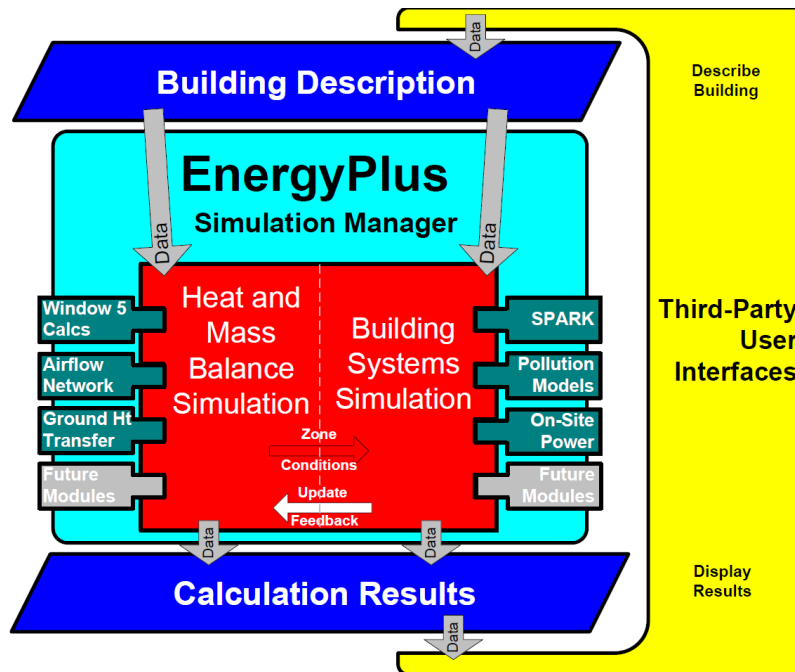 Data
Building Description
Describe
Building
EnergyPlus
Simulation Manager
Data
Data
Heat and
Mass
Balance
Simulation
Building
Systems
Simulation
Window 5
Calcs
Airflow
Network
Ground Ht
Transfer
Future
Modules
SPARK
Pollution
Models
On-Site
Power
Future
Modules
Zone
Conditions
Update
Feedback
Third-Party
User
Interfaces
Data
Data
Calculation Results
Display
Results
Data